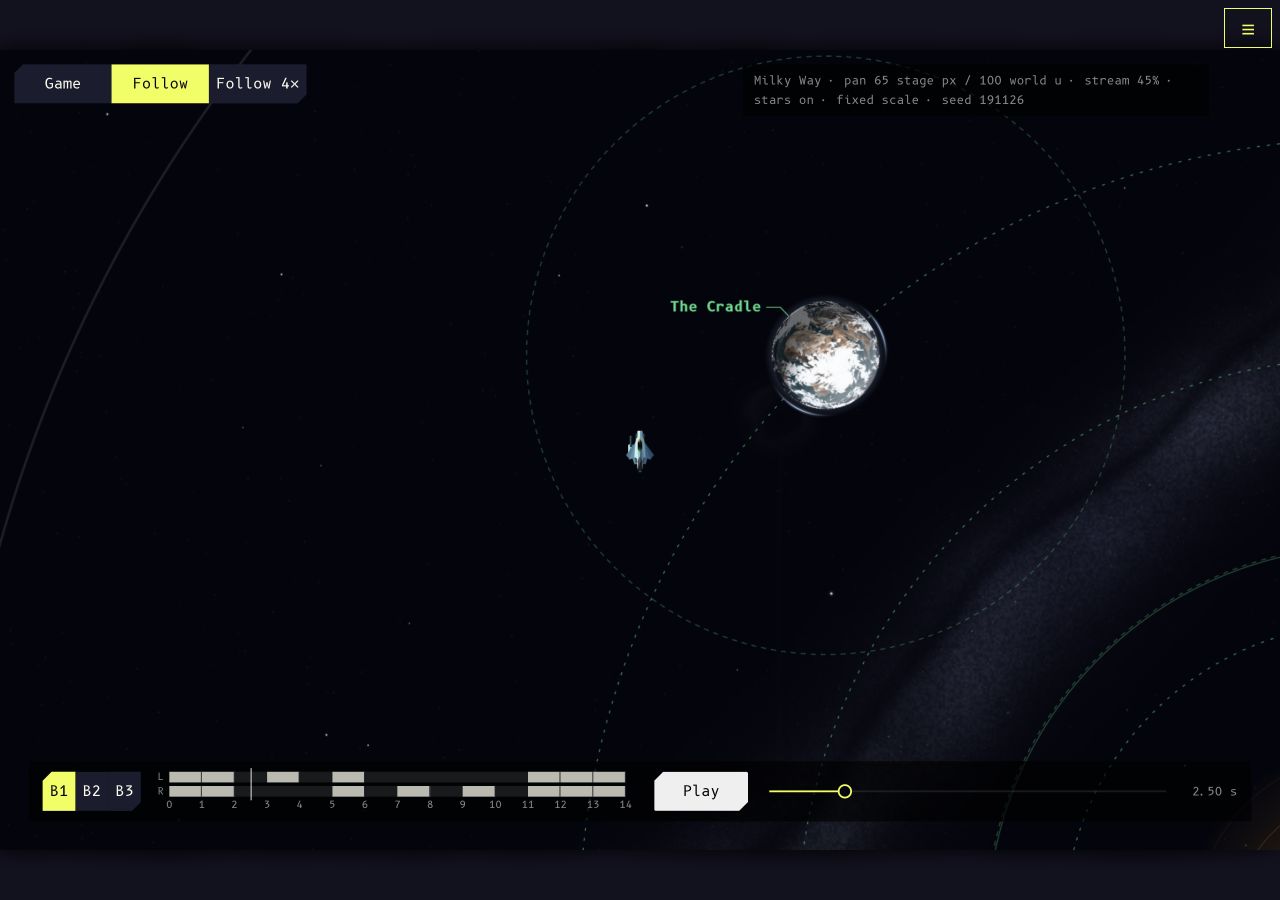 ≡
Game Follow Follow 4×
Milky Way · pan 65 stage px / 100 world u · stream 45% ·
stars on · fixed scale · seed 191126
The Cradle
B1 B2 B3
L
R
0 1 2 3 4 5 6 7 8 9 10 11 12 13 14
Play
2.50 s